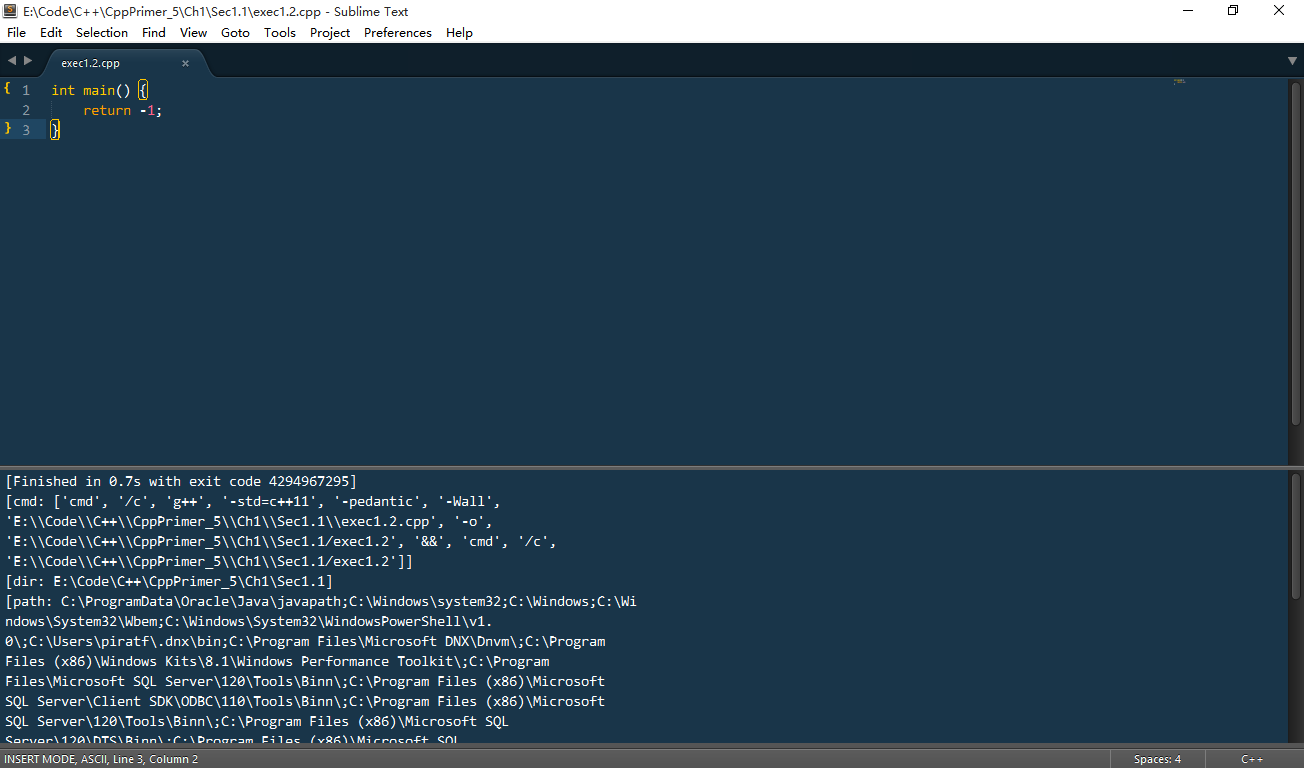 E:\Code\C++\CppPrimer_5\Ch1\Sec1.1\exec1.2.cpp - Sublime Text
File Edit Selection Find View Goto Tools Project Preferences Help
exec1.2.cpp
{ 1 int main() {
2 return -1;
} 3 }
[Finished in 0.7s with exit code 4294967295]
[cmd: ['cmd', '/c', 'g++', '-std=c++11', '-pedantic', '-Wall',
'E:\\Code\\C++\\CppPrimer_5\\Ch1\\Sec1.1\\exec1.2.cpp', '-o',
'E:\\Code\\C++\\CppPrimer_5\\Ch1\\Sec1.1/exec1.2', '&&', 'cmd', '/c',
'E:\\Code\\C++\\CppPrimer_5\\Ch1\\Sec1.1/exec1.2']]
[dir: E:\Code\C++\CppPrimer_5\Ch1\Sec1.1]
[path: C:\ProgramData\Oracle\Java\javapath;C:\Windows\system32;C:\Windows;C:\Wi
ndows\System32\Wbem;C:\Windows\System32\WindowsPowerShell\v1.
0\;C:\Users\piratf\.dnx\bin;C:\Program Files\Microsoft DNX\Dnvm\;C:\Program
Files (x86)\Windows Kits\8.1\Windows Performance Toolkit\;C:\Program
Files\Microsoft SQL Server\120\Tools\Binn\;C:\Program Files (x86)\Microsoft
SQL Server\Client SDK\ODBC\110\Tools\Binn\;C:\Program Files (x86)\Microsoft
SQL Server\120\Tools\Binn\;C:\Program Files (x86)\Microsoft SQL
Server\120\DTS\Binn\;C:\Program Files (x86)\Microsoft SQL
INSERT MODE, ASCII, Line 3, Column 2 Spaces: 4 C++